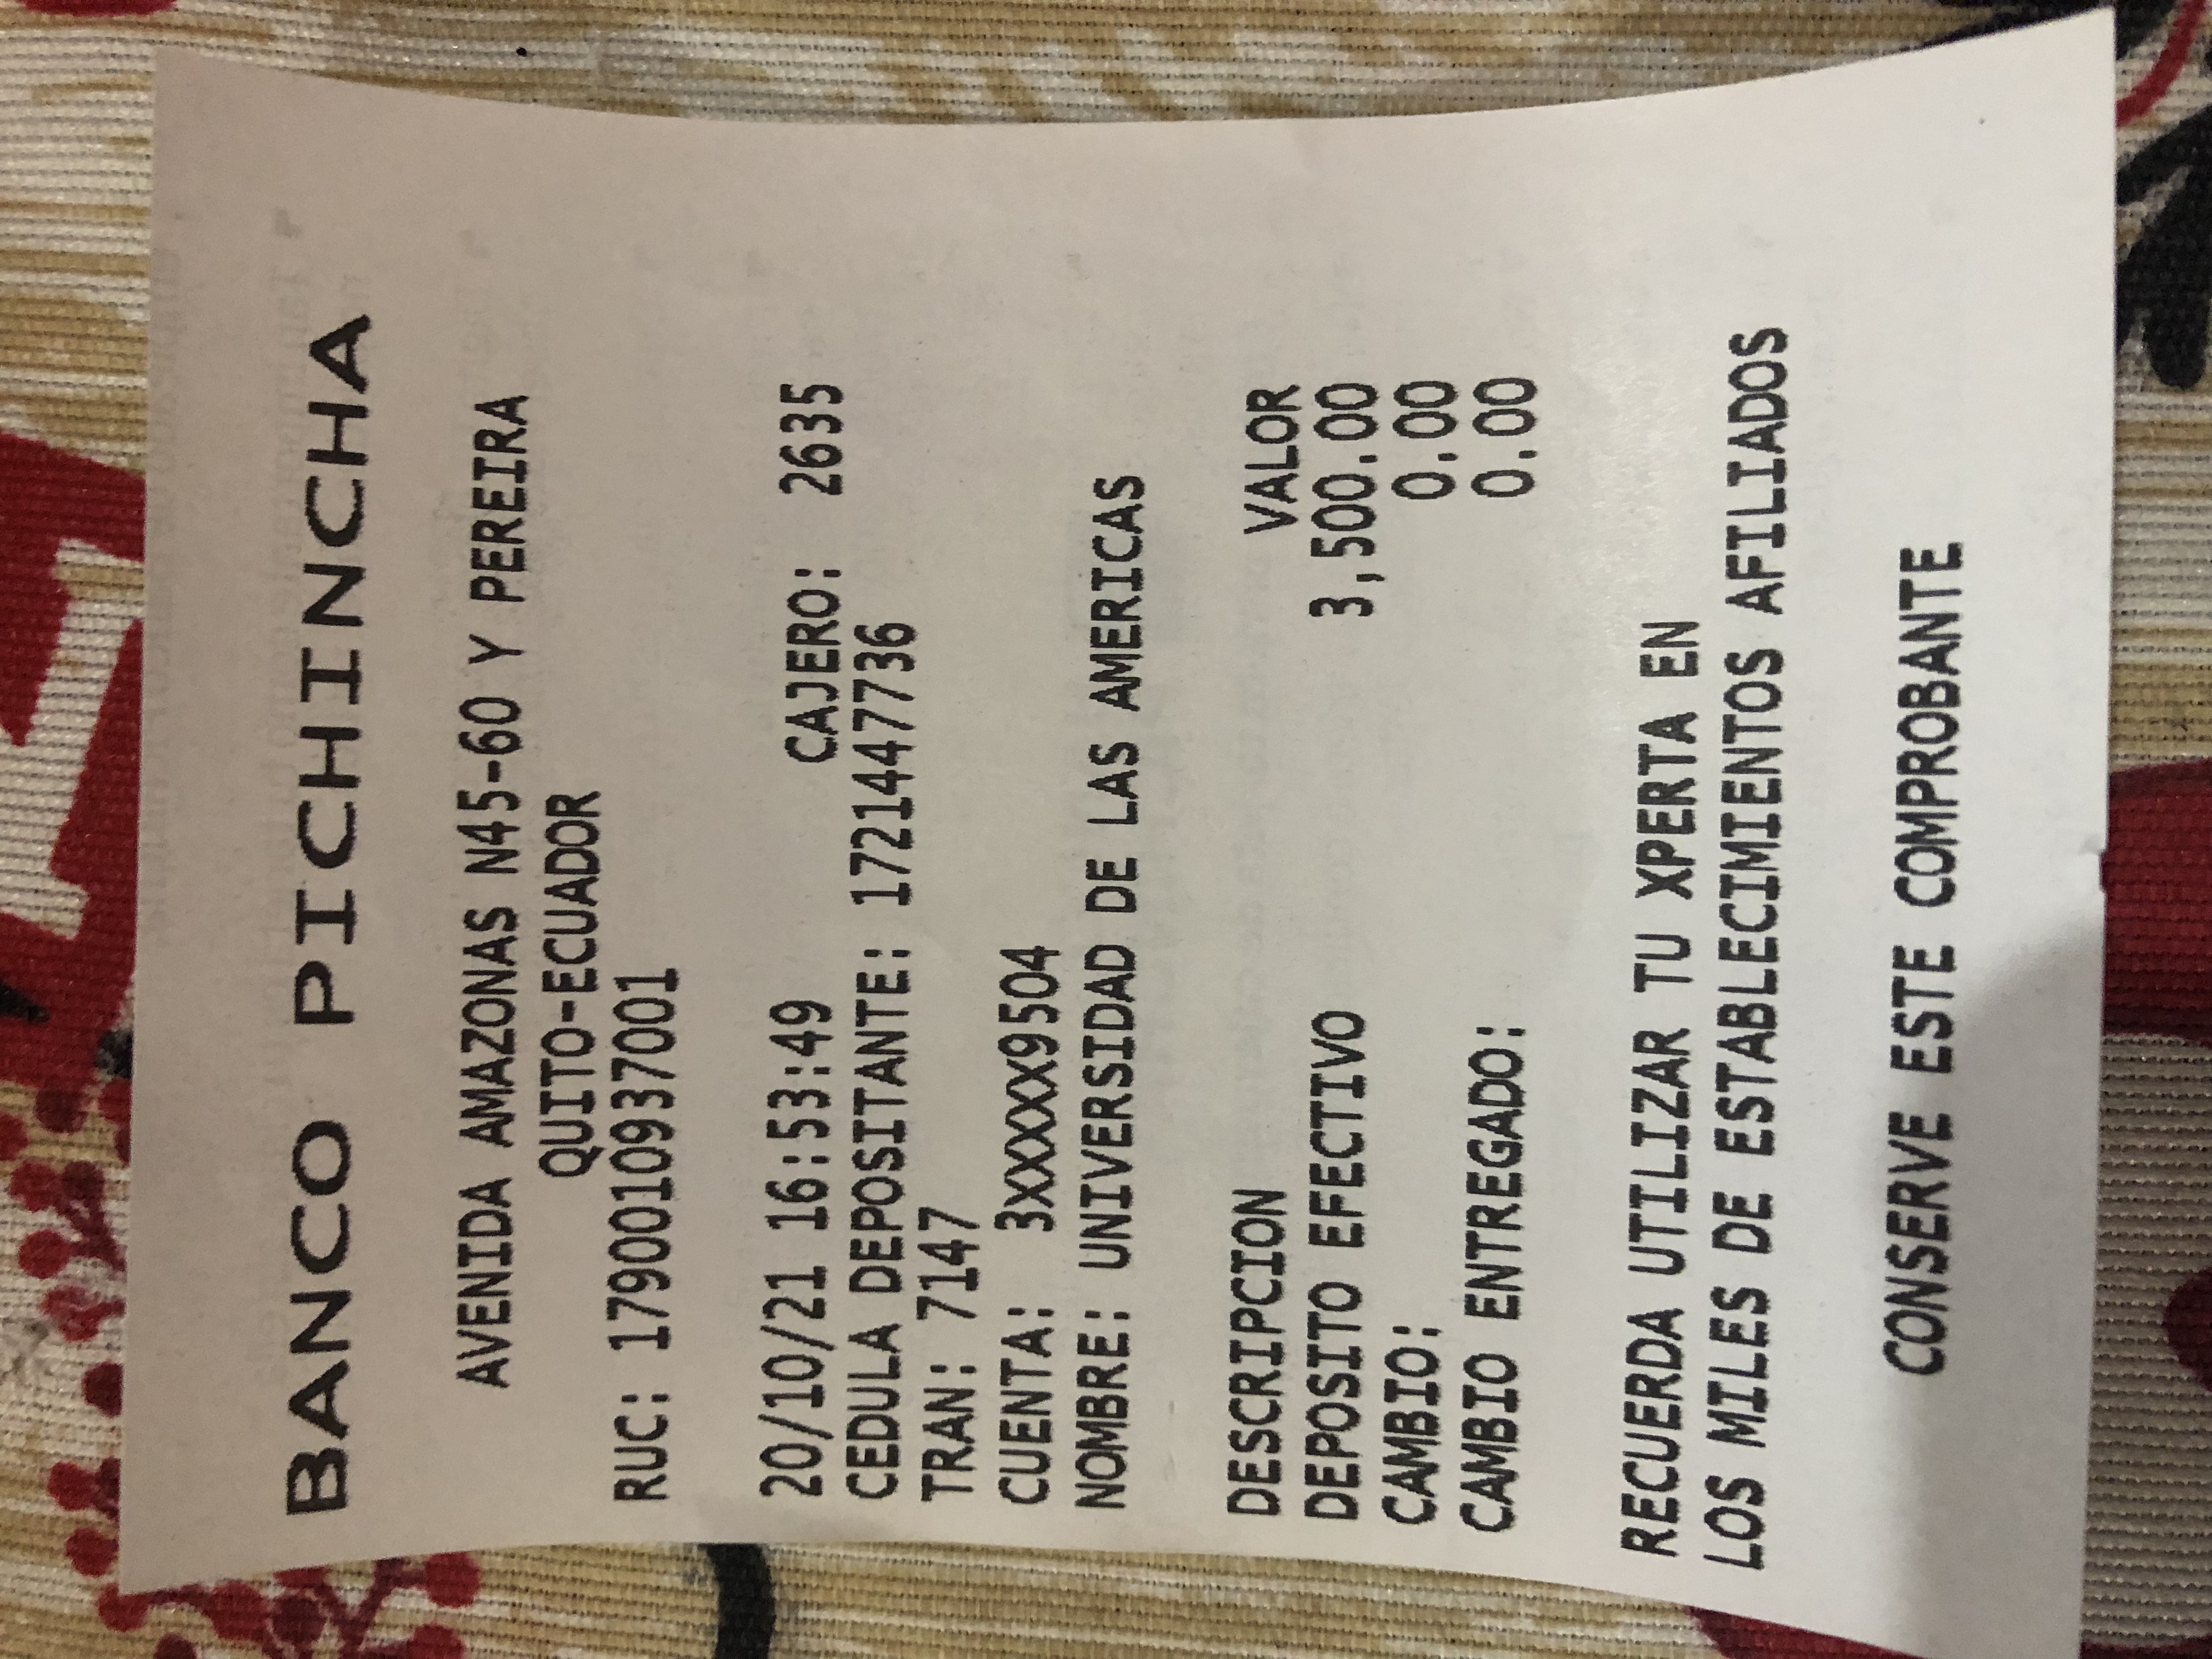 BANCO PICHINCHA
AVENIDA AMAZONAS N45-60 Y PEREIRA
QUITO-ECUADOR
RUC: 1790010937001
20/10/21 16:53:49 CAJERO: 2635
CEDULA DEPOSITANTE: 1721447736
TRAN: 7147
CUENTA: 3XXXXX9504
NOMBRE: UNIVERSIDAD DE LAS AMERICAS
DESCRIPCION VALOR
DEPOSITO EFECTIVO 3,500.00
CAMBIO: 0.00
CAMBIO ENTREGADO: 0.00
RECUERDA UTILIZAR TU XPERTA EN
LOS MILES DE ESTABLECIMIENTOS AFILIADOS
CONSERVE ESTE COMPROBANTE